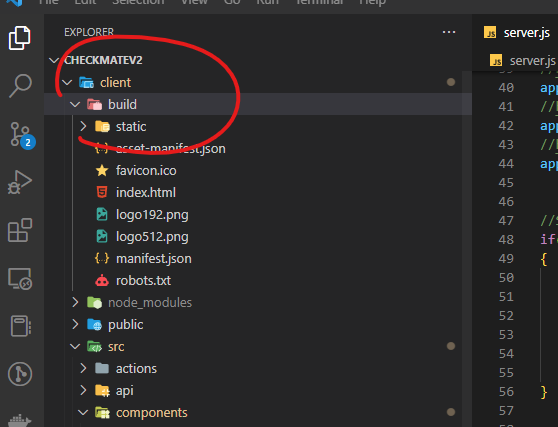 Edit Selection View Go Run Terminal Help
EXPLORER
server.js
CHECKMATEV2
server.js
client
build
static
asset-manifest.json
favicon.ico
index.html
logo192.png
logo512.png
manifest.json
robots.txt
node_modules
public
src
actions
api
components
2
40 app
41 //
42 app
43 //
44 app
45
46
47 //S
48 if(
49 {
50
51
52
53
54
55
56 }
57